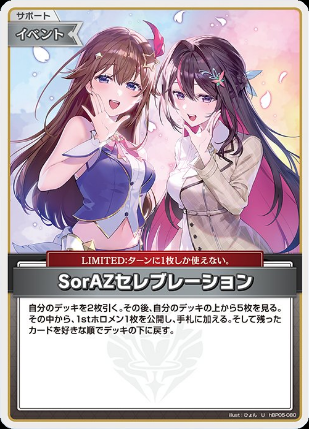 サポート
イベント
LIMITED:ターンに1枚しか使えない。
SorAZセレブレーション
自分のデッキを2枚引く。その後、自分のデッキの上から5枚を見る。
その中から、1stホロメン1枚を公開し、手札に加える。そして残った
カードを好きな順でデッキの下に戻す。
illust:ひょん U hBP05-080